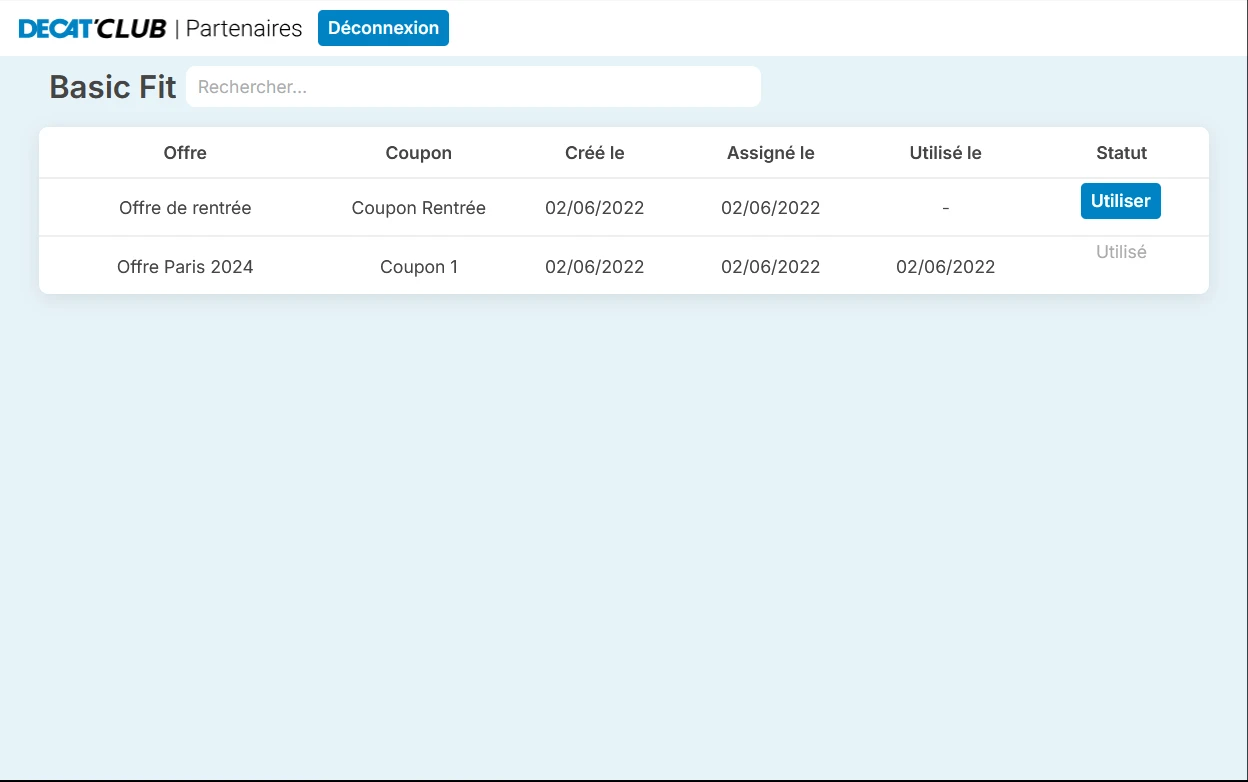 DECAT'CLUB | Partenaires Déconnexion
Basic Fit Rechercher...
Offre Coupon Créé le Assigné le Utilisé le Statut
Offre de rentrée Coupon Rentrée 02/06/2022 02/06/2022 - Utiliser
Offre Paris 2024 Coupon 1 02/06/2022 02/06/2022 02/06/2022 Utilisé